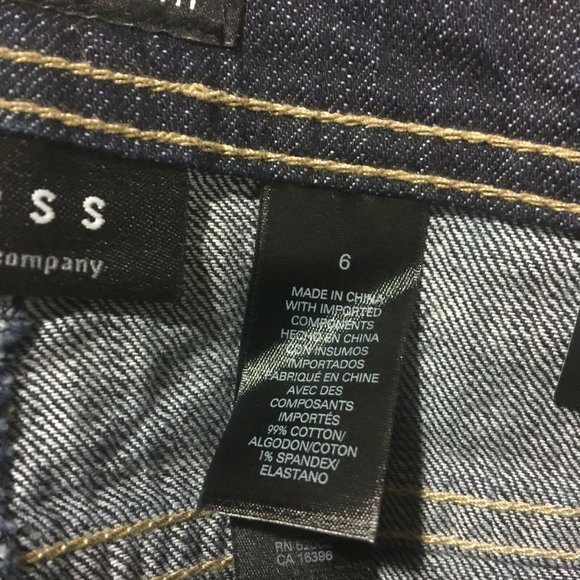 S S
company
6
MADE IN CHINA
WITH IMPORTED
COMPONENTS
HECHO EN CHINA
CON INSUMOS
IMPORTADOS
FABRIQUÉ EN CHINE
AVEC DES
COMPOSANTS
IMPORTÉS
99% COTTON/
ALGODON/COTON
1% SPANDEX/
ELASTANO
RN
CA 16396